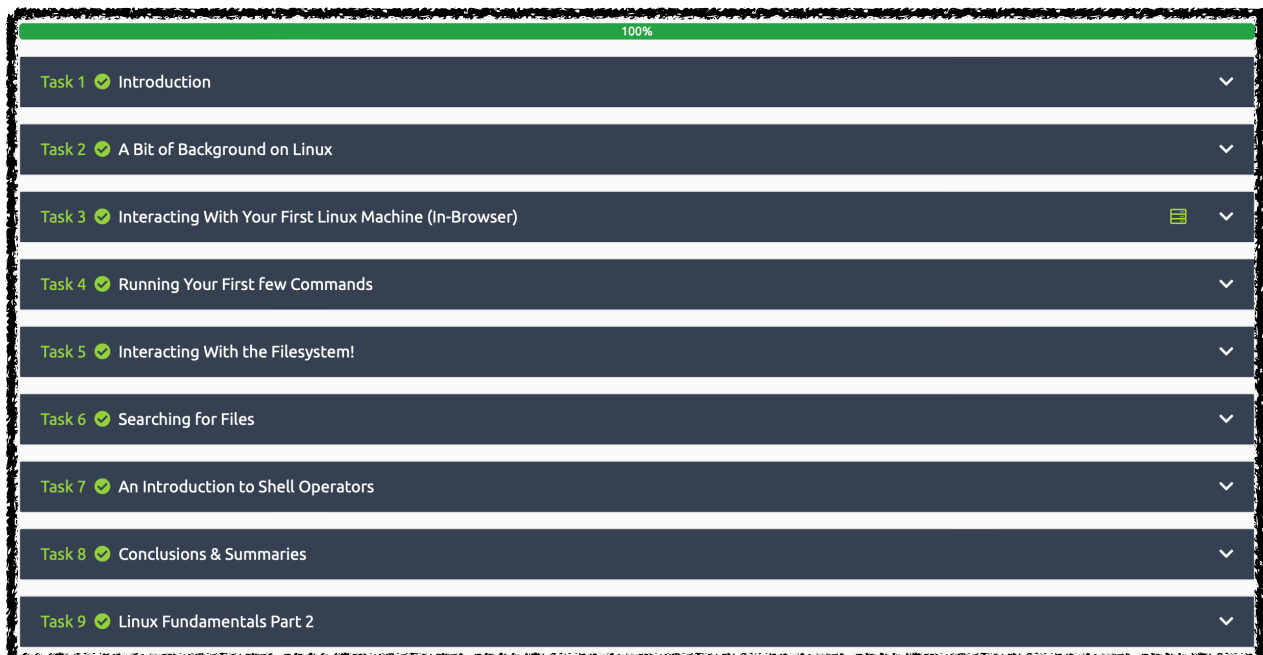 100%
Task 1 Introduction
Task 2 A Bit of Background on Linux
Task 3 Interacting With Your First Linux Machine (In-Browser)
Task 4 Running Your First few Commands
Task 5 Interacting With the Filesystem!
Task 6 Searching for Files
Task 7 An Introduction to Shell Operators
Task 8 Conclusions & Summaries
Task 9 Linux Fundamentals Part 2